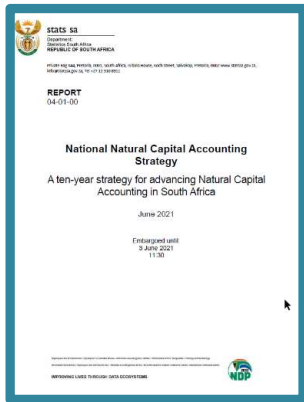 stats sa
Department:
Statistics South Africa
REPUBLIC OF SOUTH AFRICA
REPORT
04-01-00
National Natural Capital Accounting
Strategy
A ten-year strategy for advancing Natural Capital
Accounting in South Africa
June 2021
Embargoed until
3 June 2021
11:30
IMPROVING LIVES THROUGH DATA ECOSYSTEMS
NDP